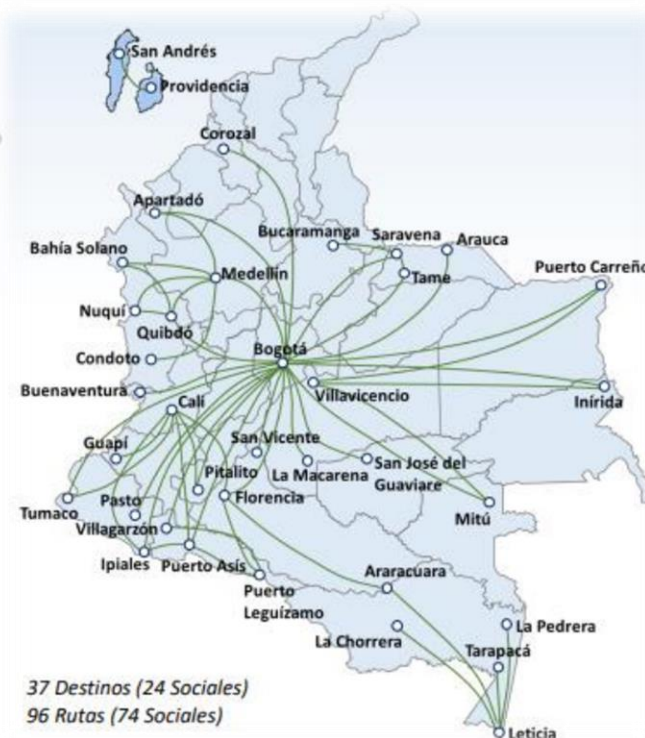 San Andrés
Providencia
Corozal
Apartadó
Bucaramanga
Saravena
Arauca
Bahía Solano
Medellín
Tame
Puerto Carreño
Nuquí
Quibdó
Bogotá
Condoto
Buenaventura
Villavicencio
Inírida
Cali
San Vicente
Guapí
Pitalito
La Macarena
San José del
Guaviare
Pasto
Florencia
Tumaco
Mitú
Villagarzón
Ipiales
Puerto Asís
Araracuara
Puerto
Leguízamo
La Pedrera
La Chorrera
Tarapacá
37 Destinos (24 Sociales)
96 Rutas (74 Sociales)
Leticia